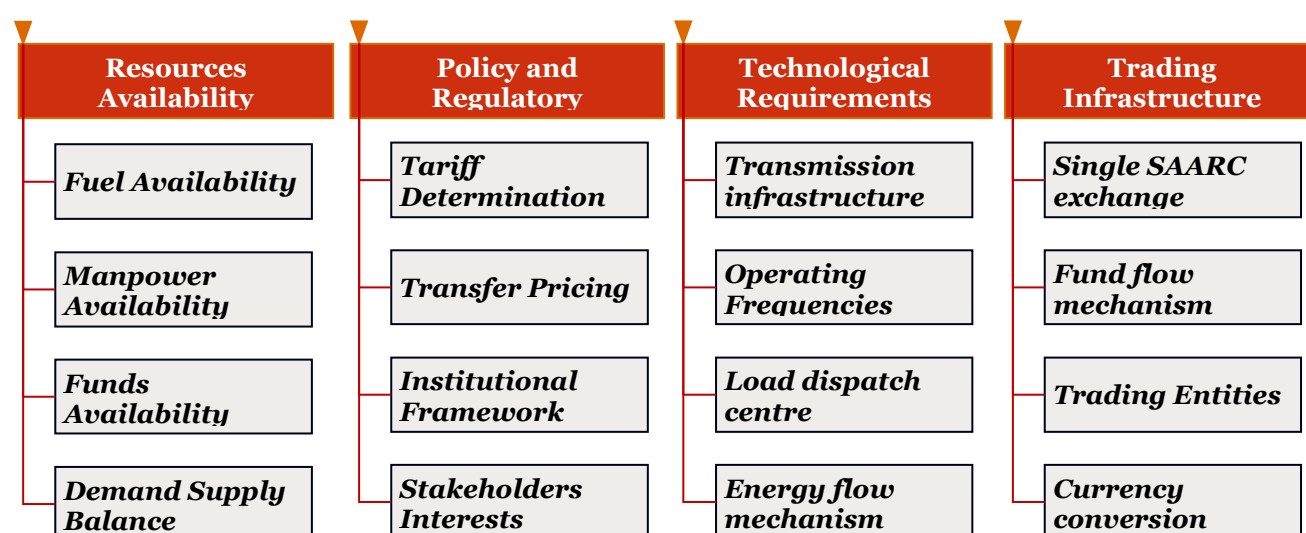 Resources
Availability
Fuel Availability
Manpower
Availability
Funds
Availability
Demand Supply
Balance
Policy and
Regulatory
Tariff
Determination
Transfer Pricing
Institutional
Framework
Stakeholders
Interests
Technological
Requirements
Transmission
infrastructure
Operating
Frequencies
Load dispatch
centre
Energy flow
mechanism
Trading
Infrastructure
Single SAARC
exchange
Fund flow
mechanism
Trading Entities
Currency
conversion